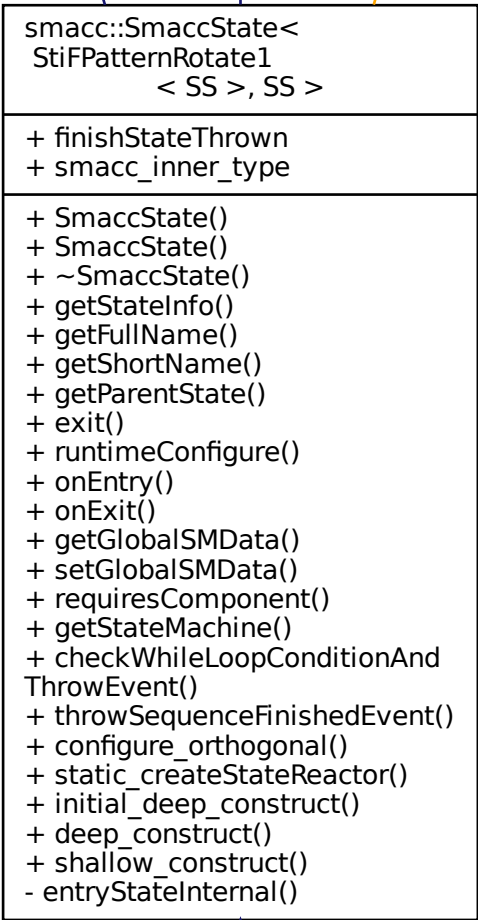 smacc::SmaccState<
StiFPatternRotate1
< SS >, SS >
+ finishStateThrown
+ smacc_inner_type
+ SmaccState()
+ SmaccState()
+ ~SmaccState()
+ getStateInfo()
+ getFullName()
+ getShortName()
+ getParentState()
+ exit()
+ runtimeConfigure()
+ onEntry()
+ onExit()
+ getGlobalSMData()
+ setGlobalSMData()
+ requiresComponent()
+ getStateMachine()
+ checkWhileLoopConditionAnd
ThrowEvent()
+ throwSequenceFinishedEvent()
+ configure_orthogonal()
+ static_createStateReactor()
+ initial_deep_construct()
+ deep_construct()
+ shallow_construct()
- entryStateInternal()